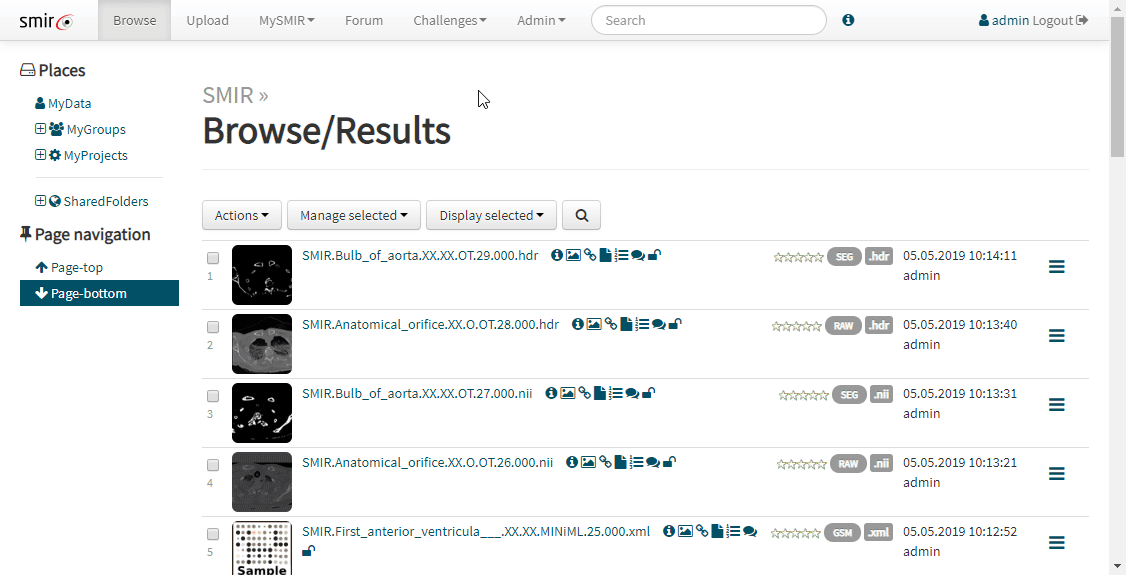 smir Browse Upload MySMIR Forum Challenges Admin Search admin Logout
Places
MyData
MyGroups
MyProjects
SharedFolders
Page navigation
Page-top
Page-bottom
SMIR »
Browse/Results
Actions Manage selected Display selected
SMIR.Bulb_of_aorta.XX.XX.OT.29.000.hdr SEG .hdr 05.05.2019 10:14:11
1 admin
SMIR.Anatomical_orifice.XX.O.OT.28.000.hdr RAW .hdr 05.05.2019 10:13:40
2 admin
SMIR.Bulb_of_aorta.XX.XX.OT.27.000.nii SEG .nii 05.05.2019 10:13:31
3 admin
SMIR.Anatomical_orifice.XX.O.OT.26.000.nii RAW .nii 05.05.2019 10:13:21
4 admin
SMIR.First_anterior_ventricula___.XX.XX.MINiML.25.000.xml GSM .xml 05.05.2019 10:12:52
5 admin
Sample